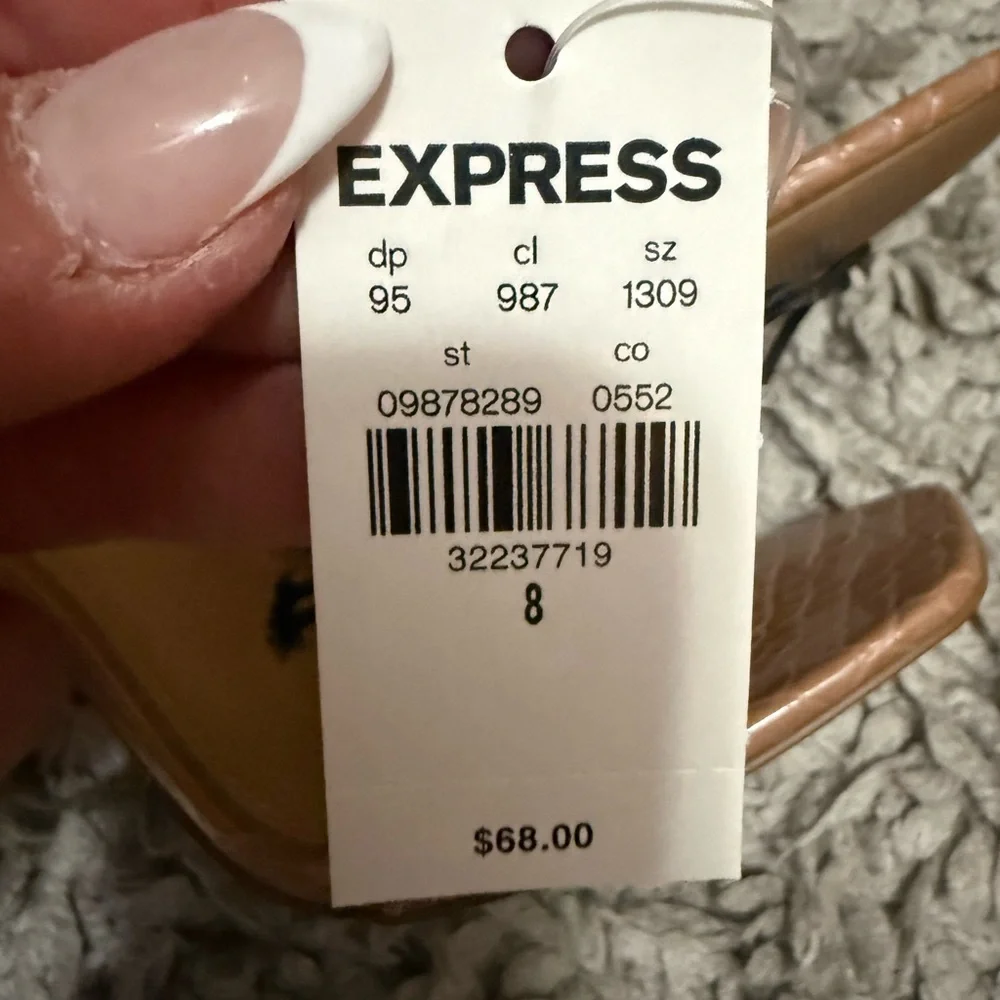 EXPRESS
dp cl sz
95 987 1309
st co
09878289 0552
32237719
8
$68.00